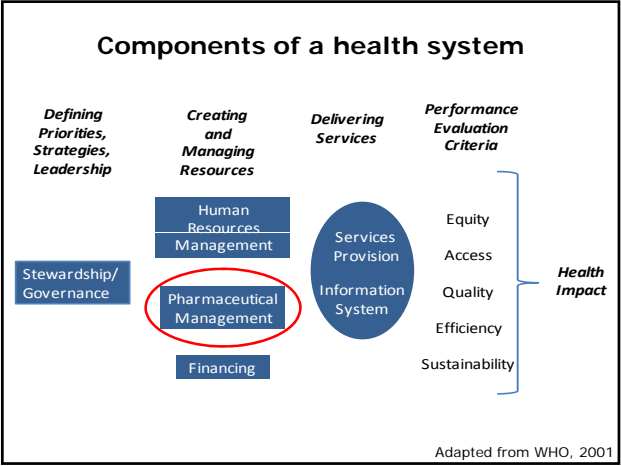 Components of a health system
Defining
Priorities,
Strategies,
Leadership
Creating
and
Managing
Resources
Delivering
Services
Performance
Evaluation
Criteria
Stewardship/
Governance
Human
Resources
Management
Pharmaceutical
Management
Financing
Services
Provision
Information
System
Equity
Access
Quality
Efficiency
Sustainability
Health
Impact
Adapted from WHO, 2001